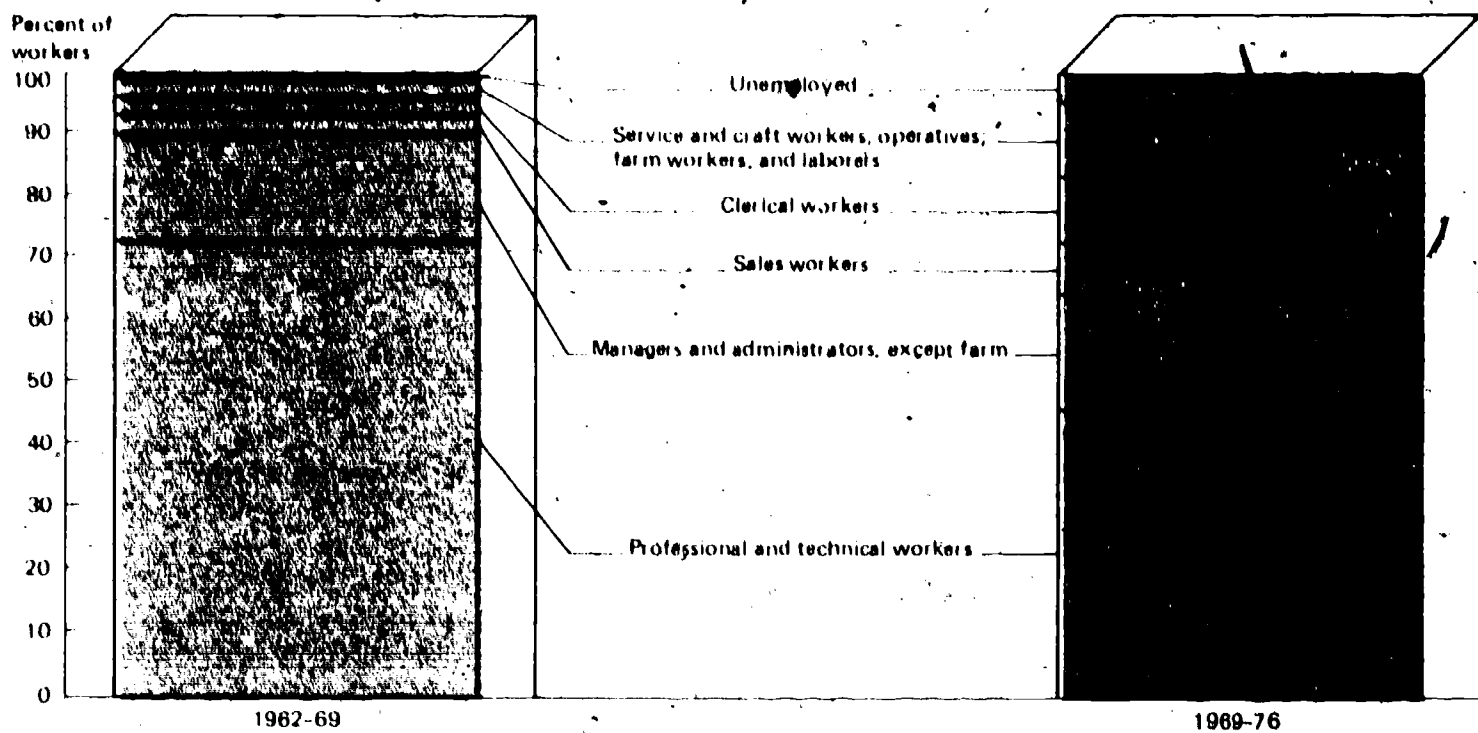 Percent of
workers
100
90
80
70
60
50
40
30
20
10
0
Unemployed
Service and craft workers, operatives,
farm workers, and laborers
Clerical workers
Sales workers
Managers and administrators, except farm
Professional and technical workers
1962-69
1969-76